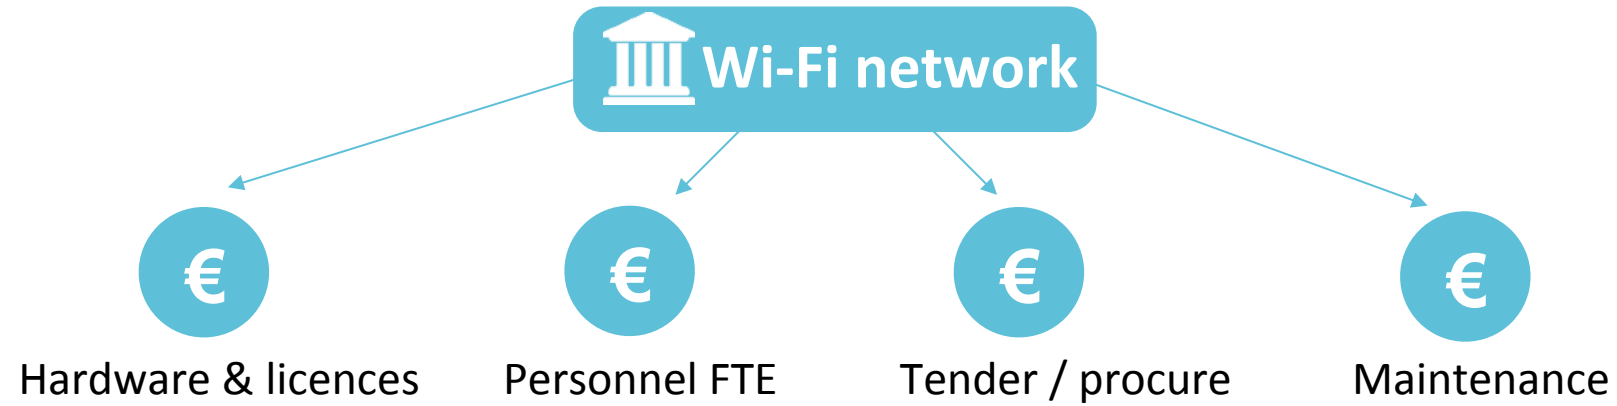 Wi-Fi network
€ € € €
Hardware & licences Personnel FTE Tender / procure Maintenance